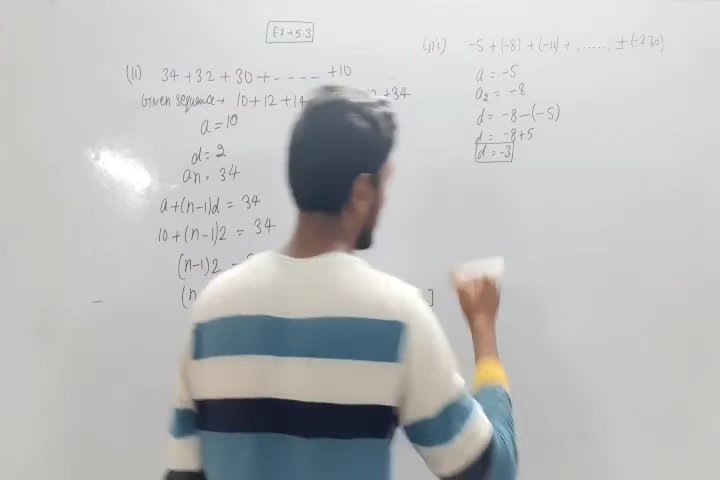 Ex→5.3
(ii) 34 + 32 + 30 + - - - - +10
Given sequence→ 10 + 12 + 14 +34
a = 10
d = 2
an = 34
a+(n-1)d = 34
10 + (n-1)2 = 34
(n-1)2
(n ]
(iii) -5 + (-8) + (-11) + ...... ± (-230)
a = -5
a2 = -8
d = -8 - (-5)
d = -8+5
d = -3